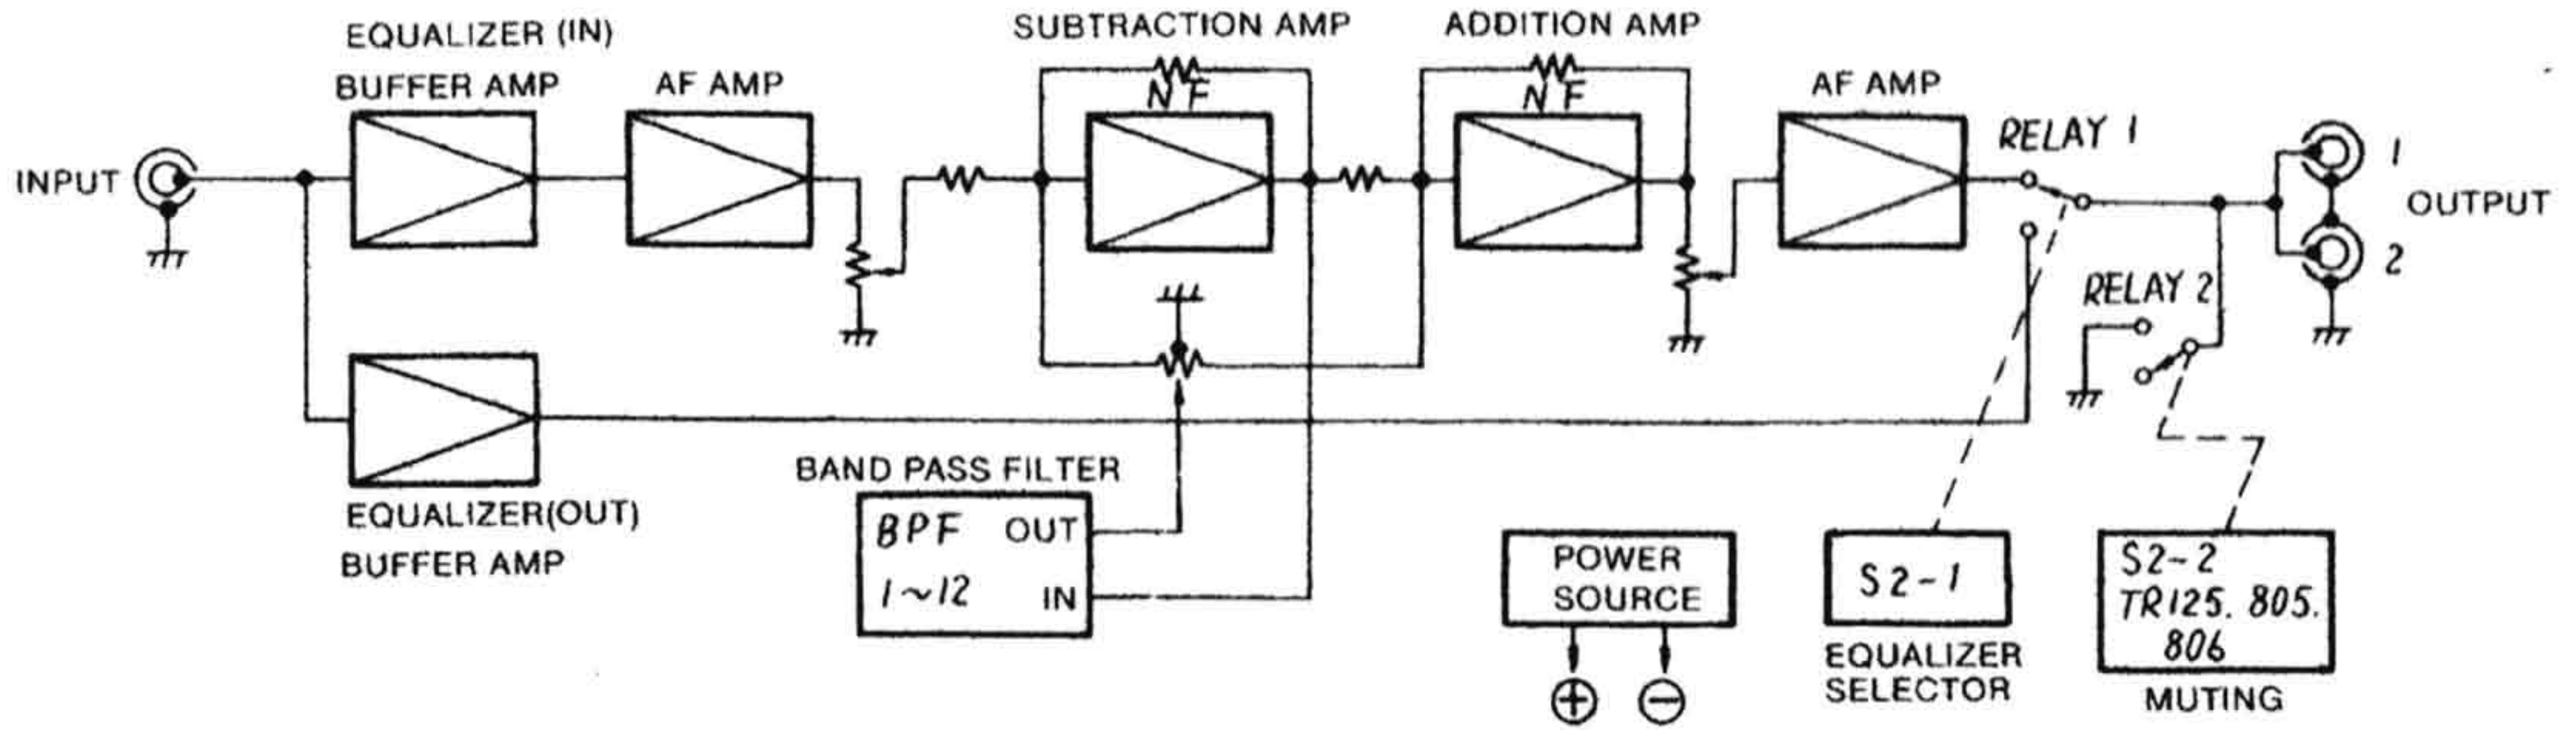 SUBTRACTION AMP
ADDITION AMP
EQUALIZER (IN)
BUFFER AMP
AF AMP
NF
NF
AF AMP
RELAY 1
INPUT
1
OUTPUT
2
RELAY 2
BAND PASS FILTER
EQUALIZER(OUT)
BUFFER AMP
BPF OUT
1~12 IN
POWER
SOURCE
+ −
S2-1
EQUALIZER
SELECTOR
S2-2
TR125. 805.
806
MUTING